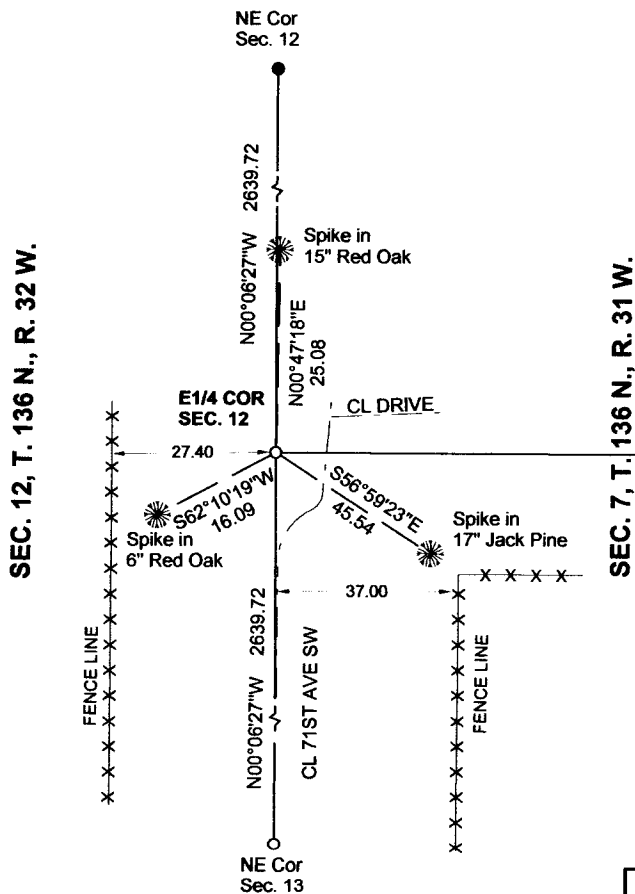 NE Cor
Sec. 12
2639.72
N00°06'27"W
Spike in
15" Red Oak
N00°47'18"E
25.08
SEC. 12, T. 136 N., R. 32 W.
SEC. 7, T. 136 N., R. 31 W.
E1/4 COR
SEC. 12
CL DRIVE
27.40
S62°10'19"W
16.09
S56°59'23"E
45.54
Spike in
6" Red Oak
Spike in
17" Jack Pine
X X X X
37.00
FENCE LINE
2639.72
N00°06'27"W
CL 71ST AVE SW
FENCE LINE
NE Cor
Sec. 13